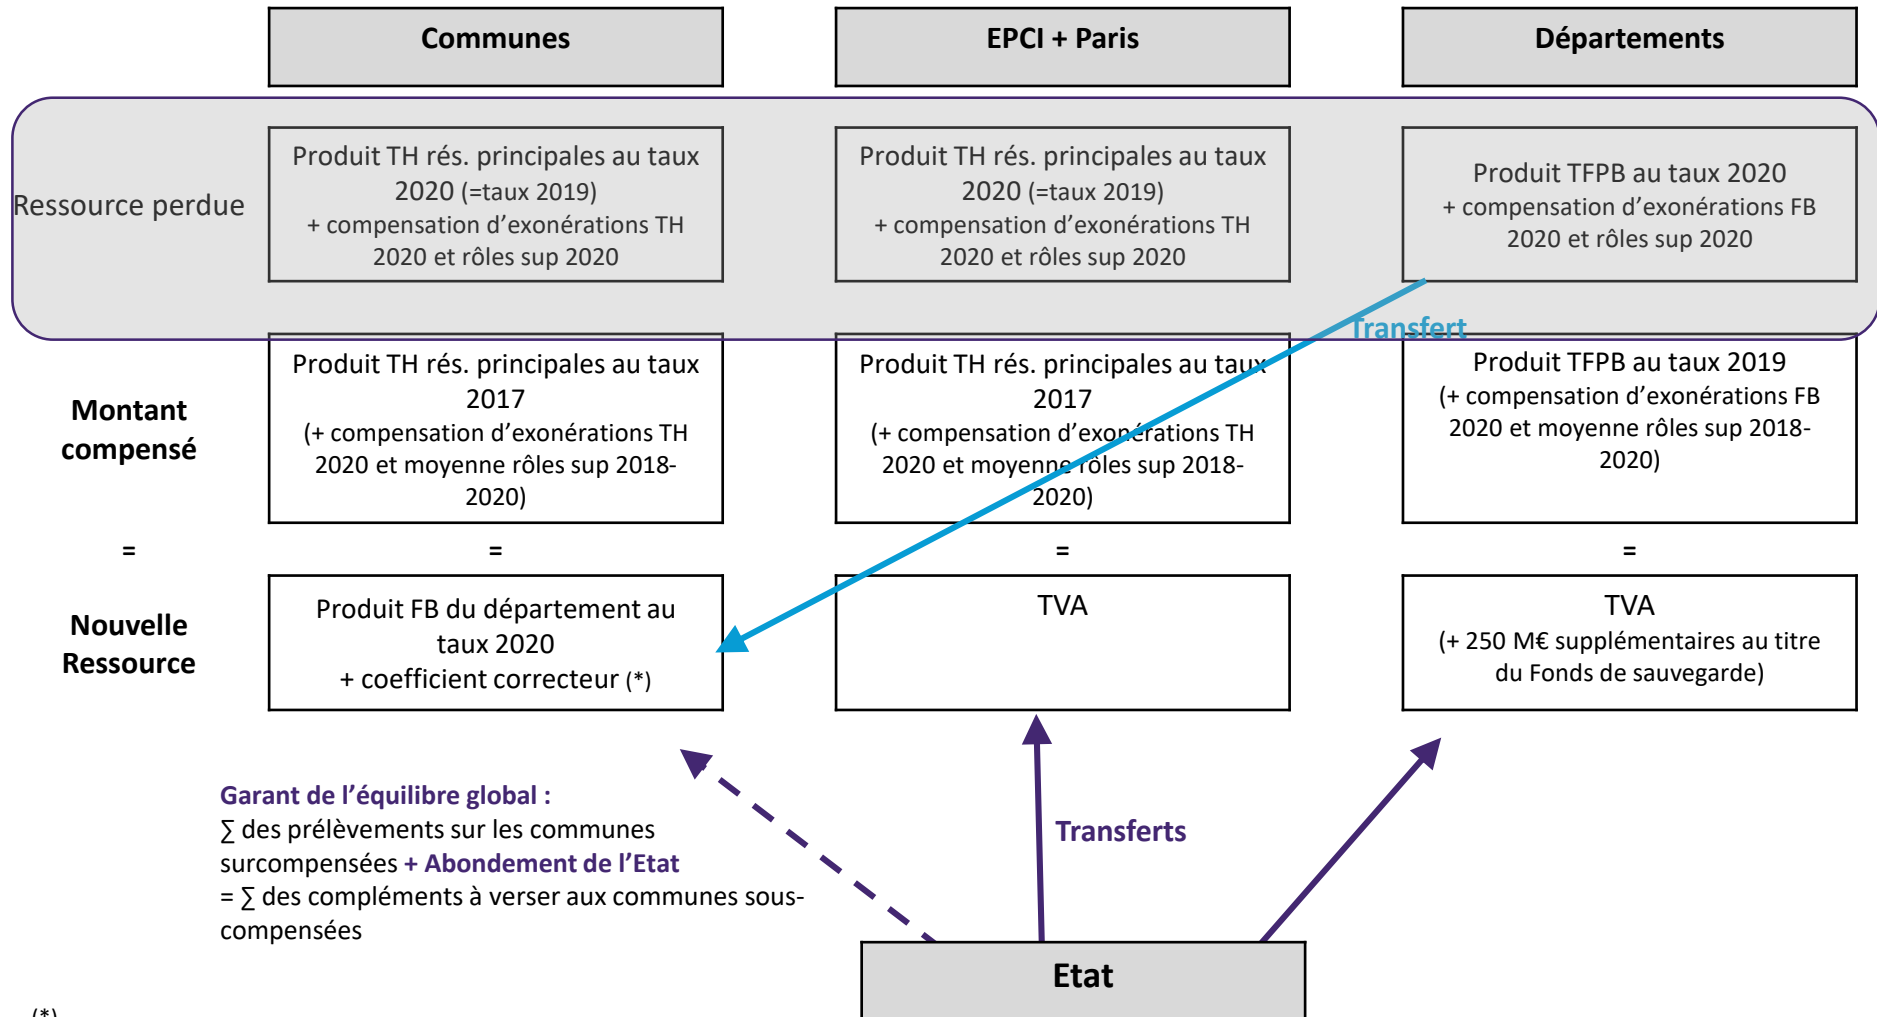 Communes
EPCI + Paris
Départements
Ressource perdue
Produit TH rés. principales au taux
2020 (=taux 2019)
+ compensation d'exonérations TH
2020 et rôles sup 2020
Produit TH rés. principales au taux
2020 (=taux 2019)
+ compensation d'exonérations TH
2020 et rôles sup 2020
Produit TFPB au taux 2020
+ compensation d'exonérations FB
2020 et rôles sup 2020
Transfert
Montant
compensé
Produit TH rés. principales au taux
2017
(+ compensation d'exonérations TH
2020 et moyenne rôles sup 2018-
2020)
Produit TH rés. principales au taux
2017
(+ compensation d'exonérations TH
2020 et moyenne rôles sup 2018-
2020)
Produit TFPB au taux 2019
(+ compensation d'exonérations FB
2020 et moyenne rôles sup 2018-
2020)
=
=
=
=
Nouvelle
Ressource
Produit FB du département au
taux 2020
+ coefficient correcteur (*)
TVA
TVA
(+ 250 M€ supplémentaires au titre
du Fonds de sauvegarde)
Garant de l'équilibre global :
∑ des prélèvements sur les communes
surcompensées + Abondement de l'Etat
= ∑ des compléments à verser aux communes sous-
compensées
Transferts
Etat
(*)